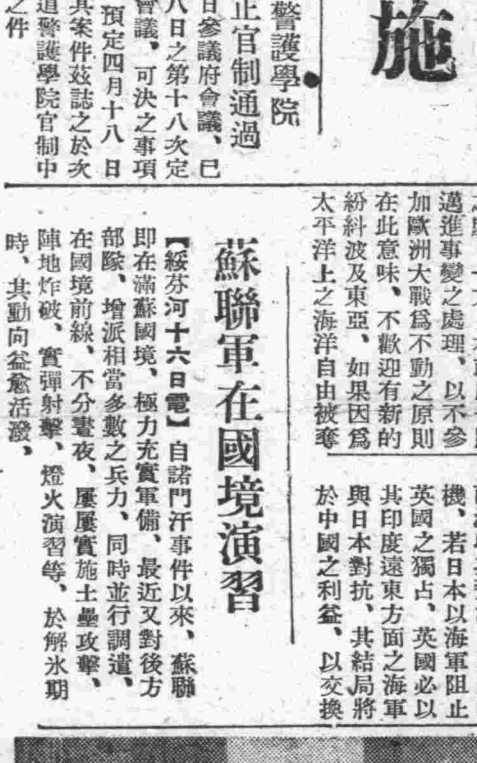 施
警護學院
止官制通過
日參議府會議、已
八日之第十八次定
會議、可決之事項
預定四月十八日
其案件茲誌之於次
道警護學院官制中
之件
邁進事變之處理、以不參
加歐洲大戰爲不動之原則
在此意味、不歡迎有新的
紛糾波及東亞、如果因爲
太平洋上之海洋自由被奪
機、若日本以海軍阻止
英國之獨占、英國必以
其印度遠東方面之海軍
與日本對抗、其結局將
於中國之利益、以交換
蘇聯軍在國境演習
【綏芬河十六日電】自諾門汗事件以來、蘇聯
即在滿蘇國境、極力充實軍備、最近又對後方
部隊、增派相當多數之兵力、同時並行調遣、
在國境前線、不分晝夜、屢屢實施土壘攻擊、
陣地炸破、實彈射擊、燈火演習等、於解氷期
時、其動向益愈活潑、